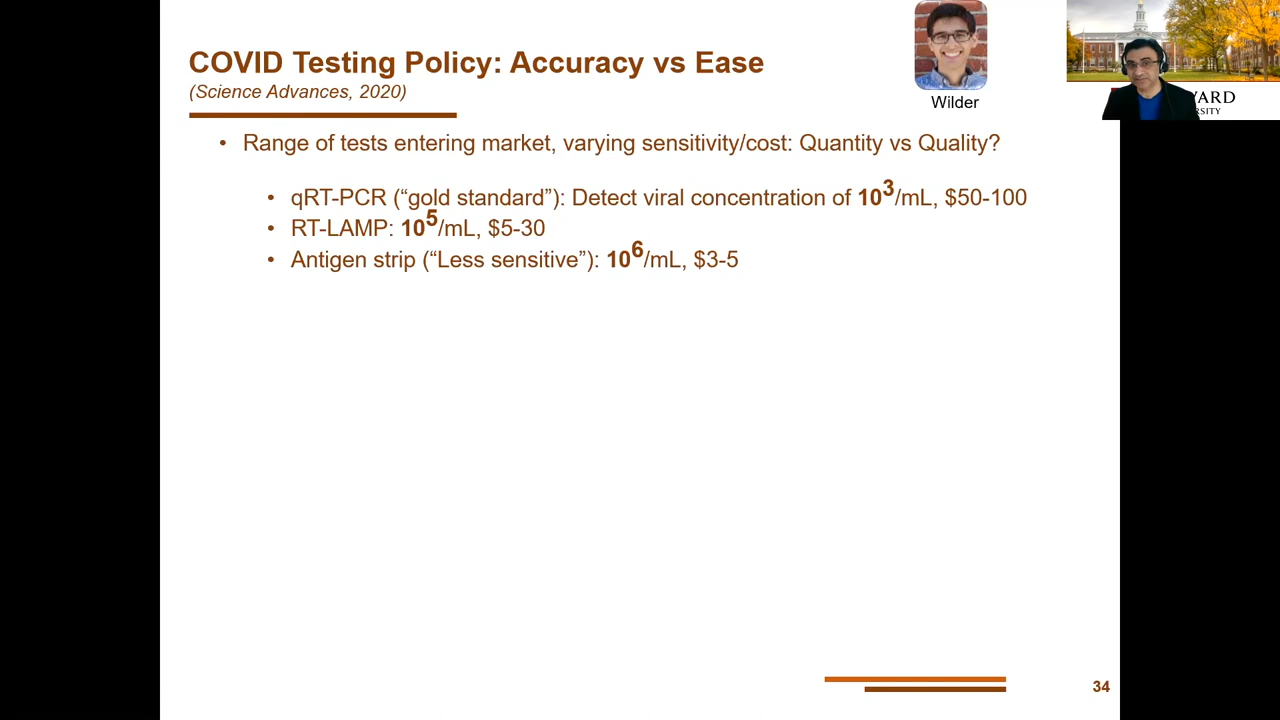 COVID Testing Policy: Accuracy vs Ease
(Science Advances, 2020)
Wilder
VARD
RSITY
• Range of tests entering market, varying sensitivity/cost: Quantity vs Quality?
• qRT-PCR (“gold standard”): Detect viral concentration of 10³/mL, $50-100
• RT-LAMP: 10⁵/mL, $5-30
• Antigen strip (“Less sensitive”): 10⁶/mL, $3-5
34